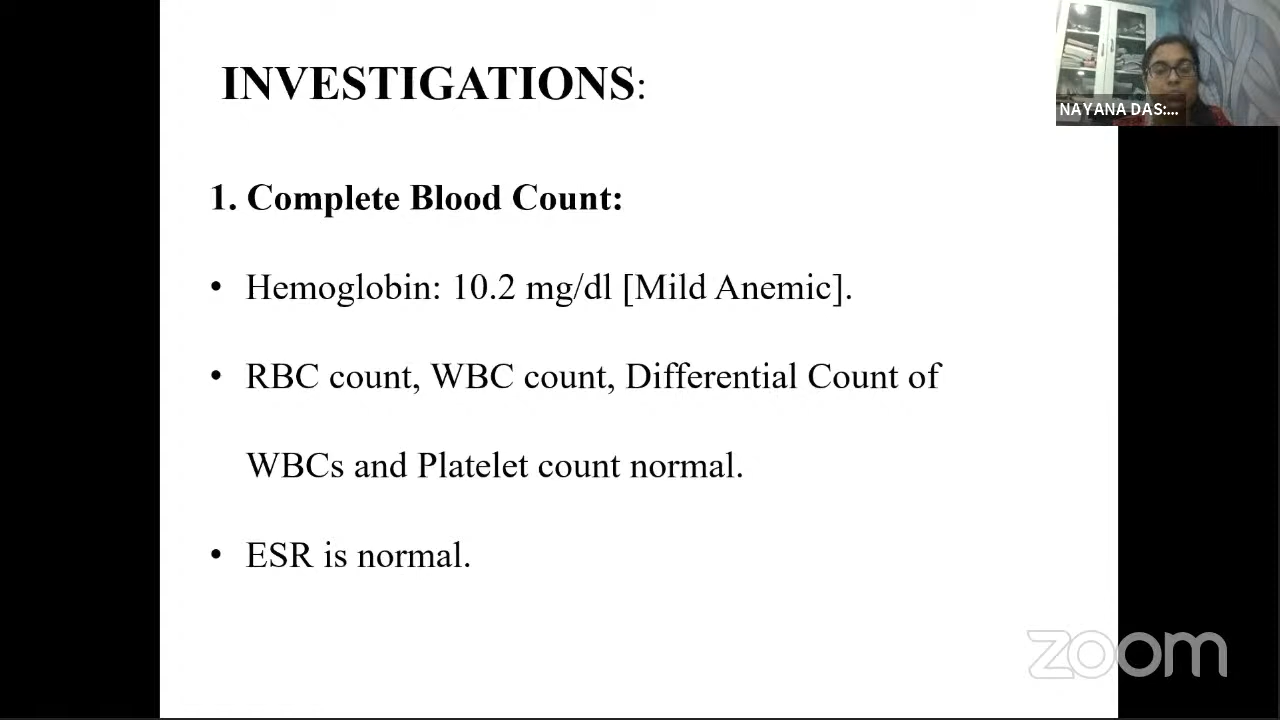 INVESTIGATIONS:
NAYANA DAS:...
1. Complete Blood Count:
• Hemoglobin: 10.2 mg/dl [Mild Anemic].
• RBC count, WBC count, Differential Count of
WBCs and Platelet count normal.
• ESR is normal.
zoom